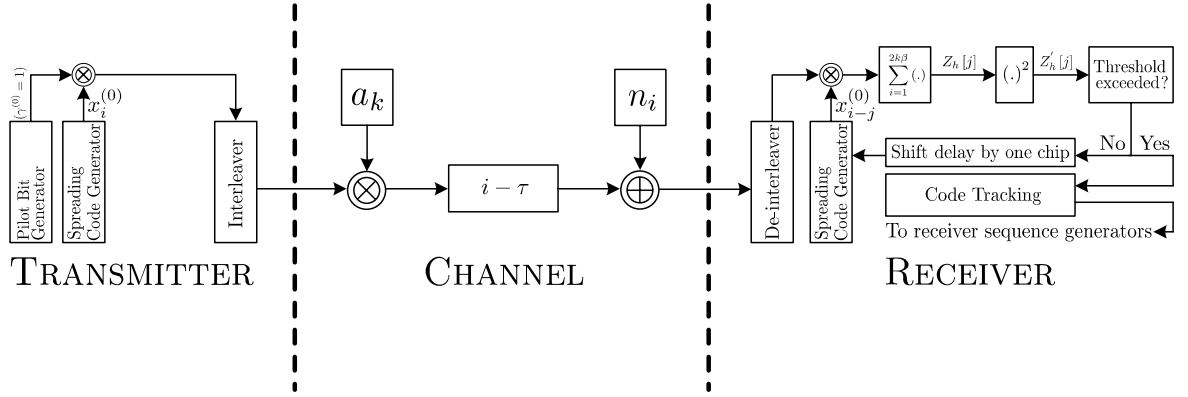 (γ^(0) = 1)
x_i^(0)
Pilot Bit
Generator
Spreading
Code Generator
Interleaver
TRANSMITTER
a_k
i − τ
n_i
CHANNEL
De-interleaver
Spreading
Code Generator
x_{i−j}^(0)
∑_{i=1}^{2kβ} (.)
Z_h[j]
(.)^2
Z_h^'[j]
Threshold
exceeded?
No Yes
Shift delay by one chip
Code Tracking
To receiver sequence generators
RECEIVER